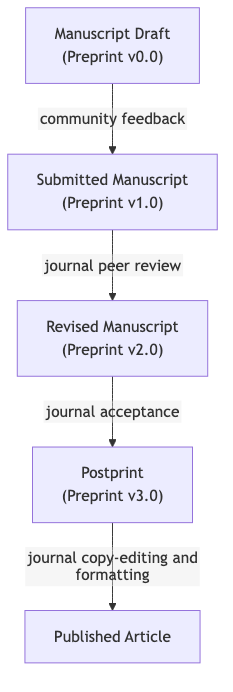 Manuscript Draft
(Preprint v0.0)
community feedback
Submitted Manuscript
(Preprint v1.0)
journal peer review
Revised Manuscript
(Preprint v2.0)
journal acceptance
Postprint
(Preprint v3.0)
journal copy-editing and
formatting
Published Article